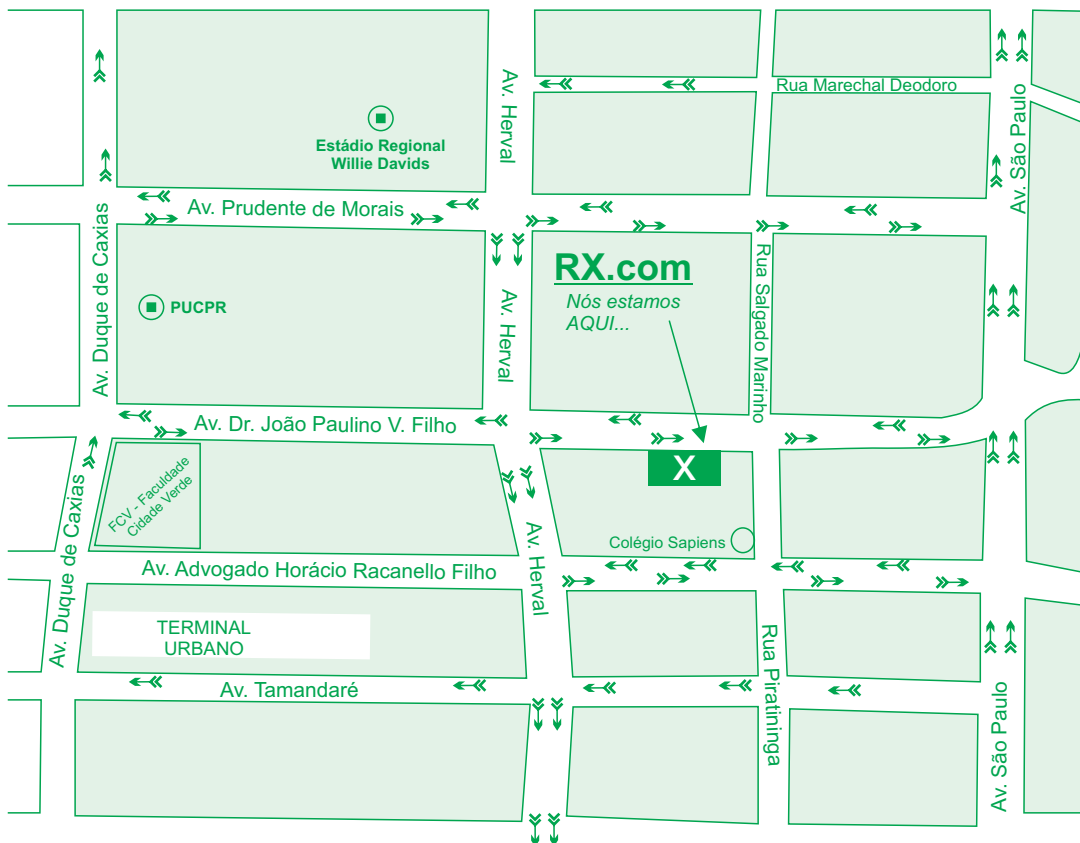 Rua Marechal Deodoro
Av. Herval
Av. São Paulo
Estádio Regional
Willie Davids
Av. Prudente de Morais
Av. Duque de Caxias
RX.com
Nós estamos
AQUI...
Rua Salgado Marinho
PUCPR
Av. Herval
Av. Dr. João Paulino V. Filho
X
FCV - Faculdade
Cidade Verde
Colégio Sapiens
Av. Herval
Av. Advogado Horácio Racanello Filho
Av. Duque de Caxias
TERMINAL
URBANO
Rua Piratininga
Av. Tamandaré
Av. São Paulo